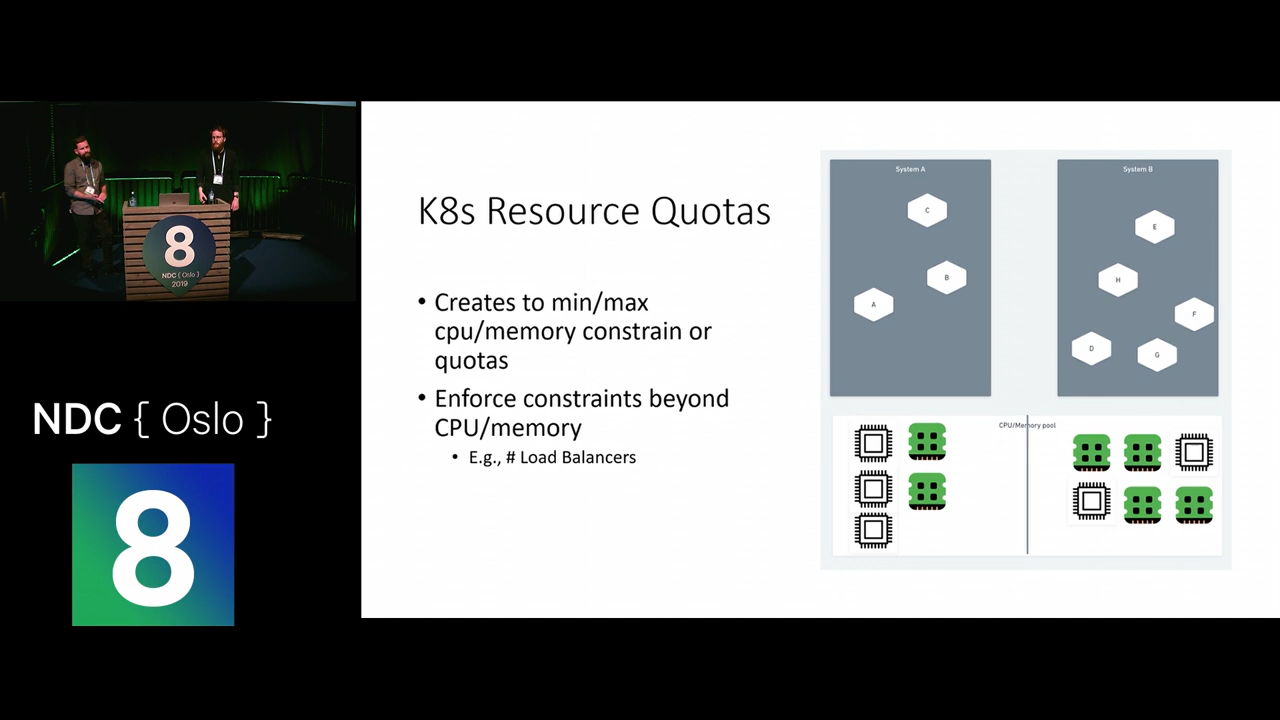 8
NDC { Oslo }
2019
NDC { Oslo }
8
K8s Resource Quotas
• Creates to min/max
cpu/memory constrain or
quotas
• Enforce constraints beyond
CPU/memory
• E.g., # Load Balancers
System A
C
B
A
System B
E
H
F
D
G
CPU/Memory pool